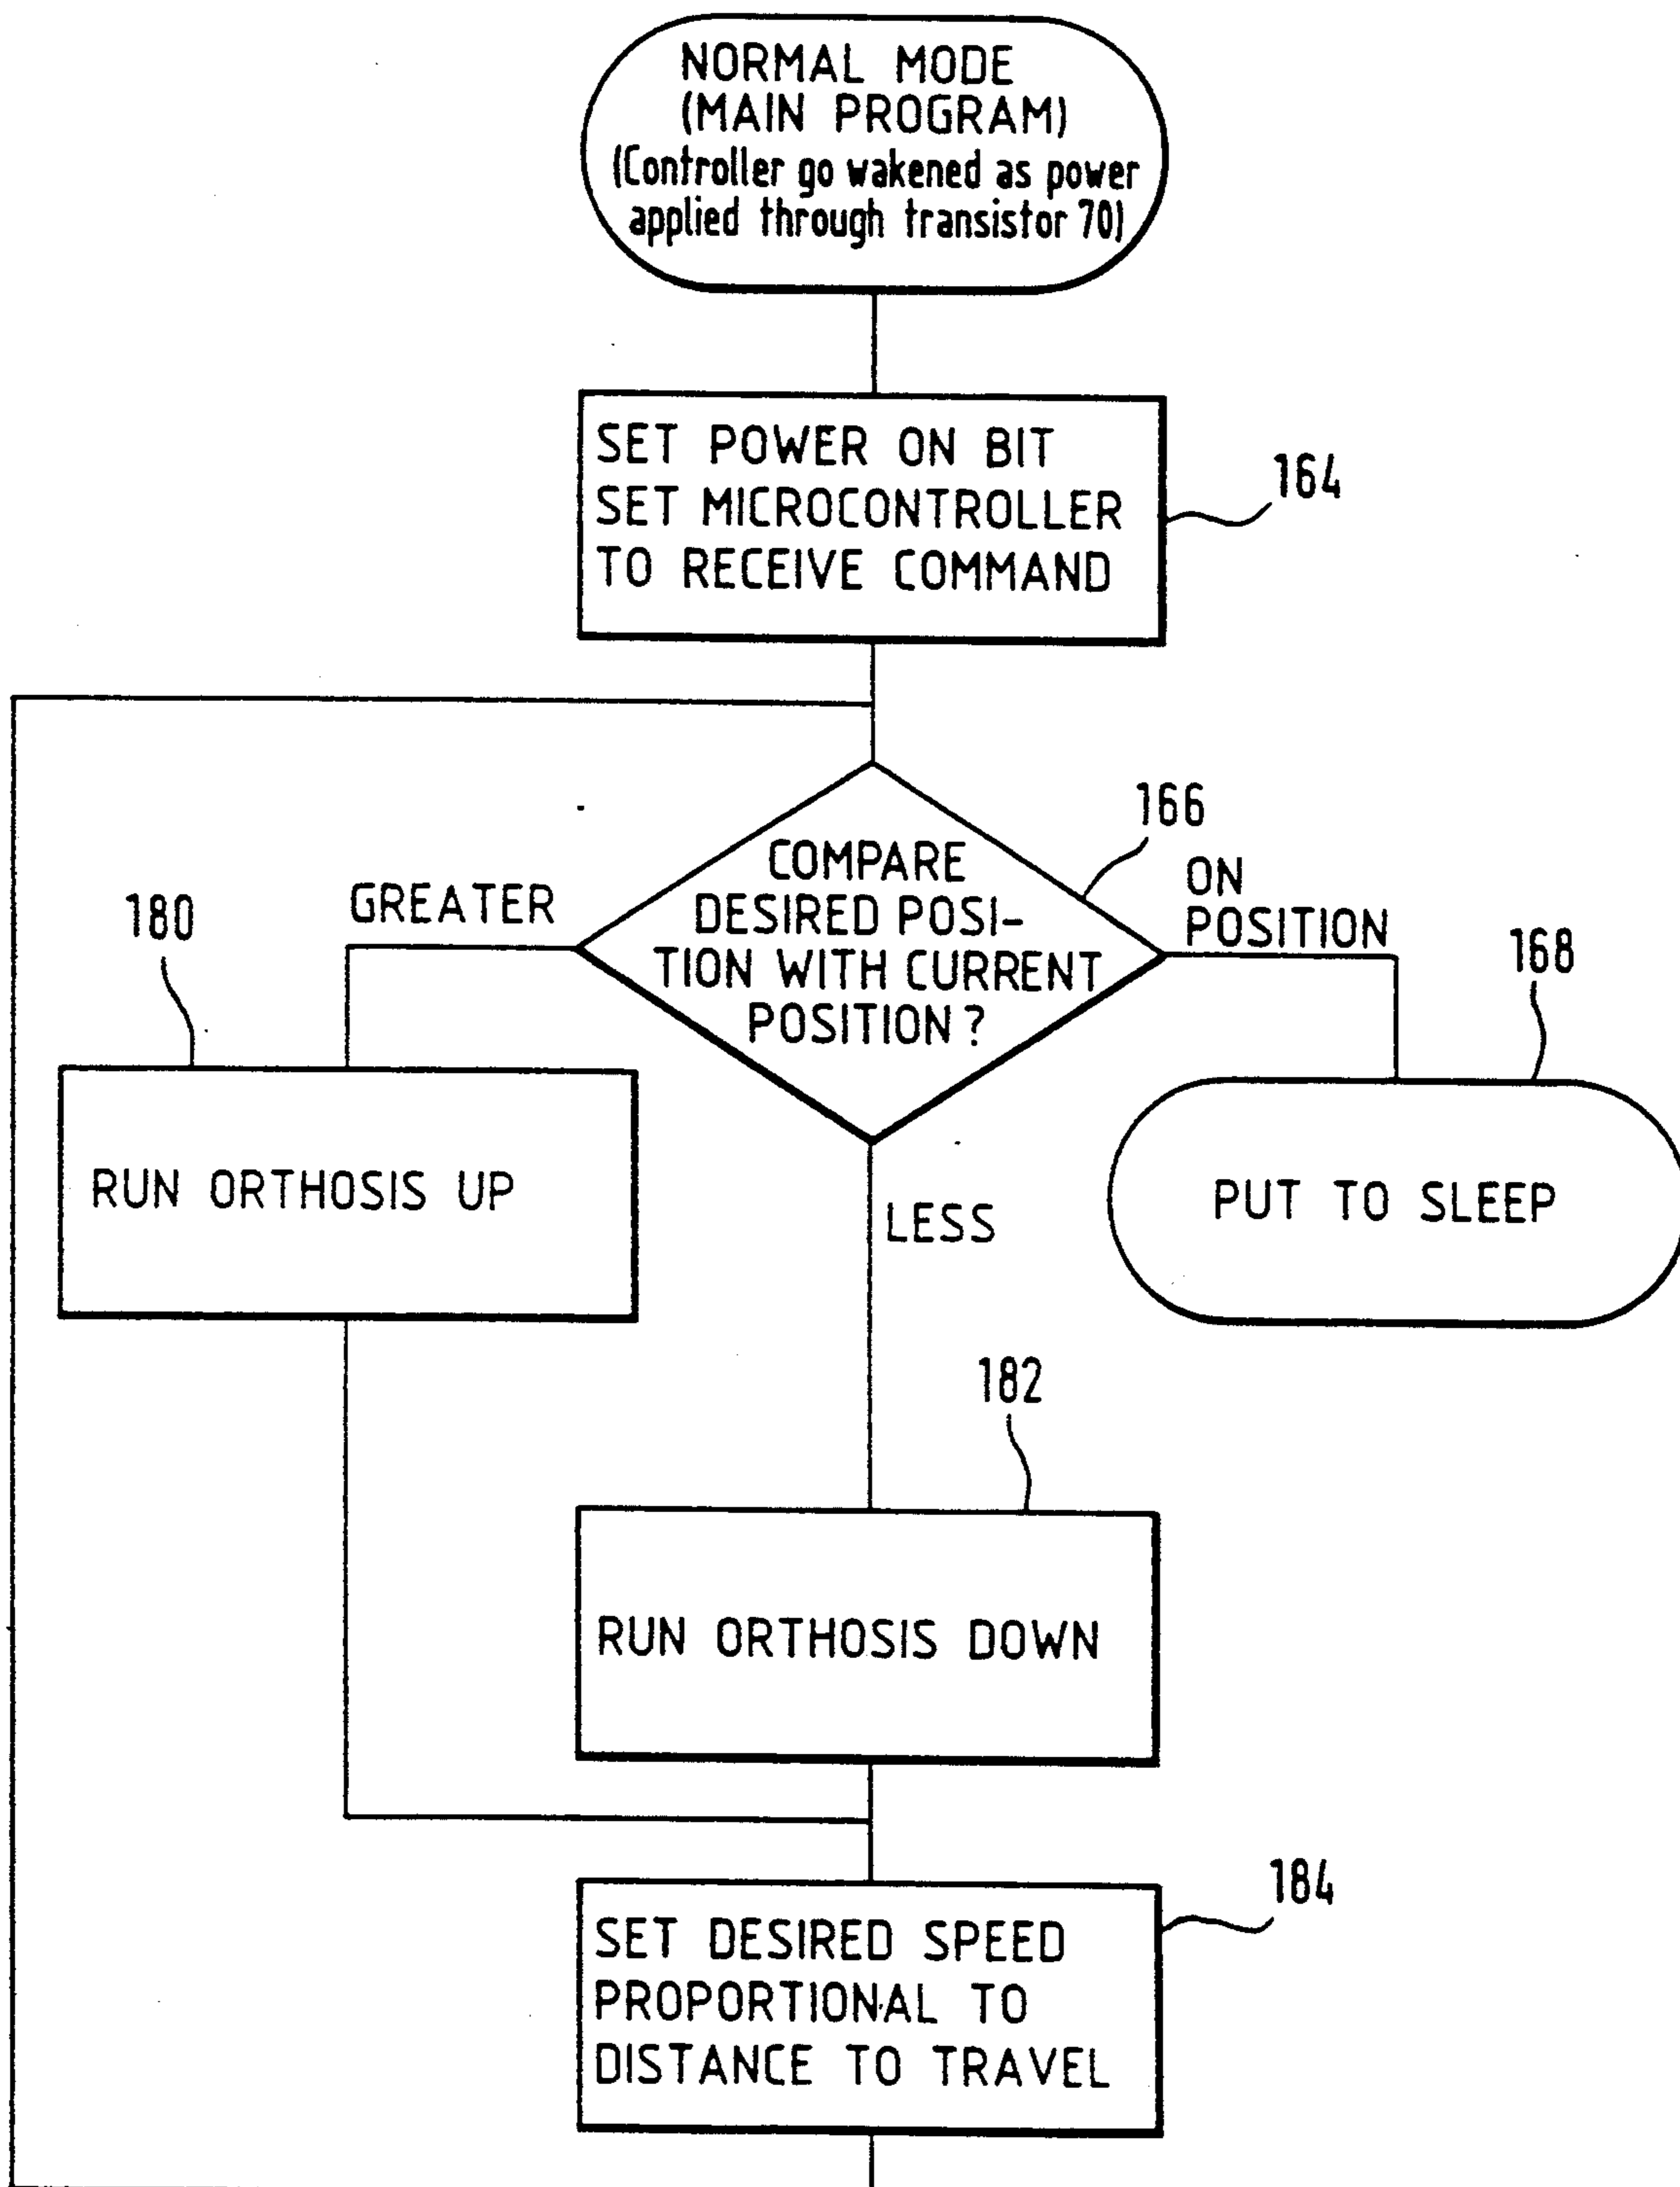 NORMAL MODE
(MAIN PROGRAM)
(Controller go wakened as power
applied through transistor 70)
SET POWER ON BIT
SET MICROCONTROLLER
TO RECEIVE COMMAND
164
166
COMPARE
DESIRED POSI-
TION WITH CURRENT
POSITION?
GREATER
180
ON
POSITION
168
RUN ORTHOSIS UP
LESS
PUT TO SLEEP
182
RUN ORTHOSIS DOWN
184
SET DESIRED SPEED
PROPORTIONAL TO
DISTANCE TO TRAVEL